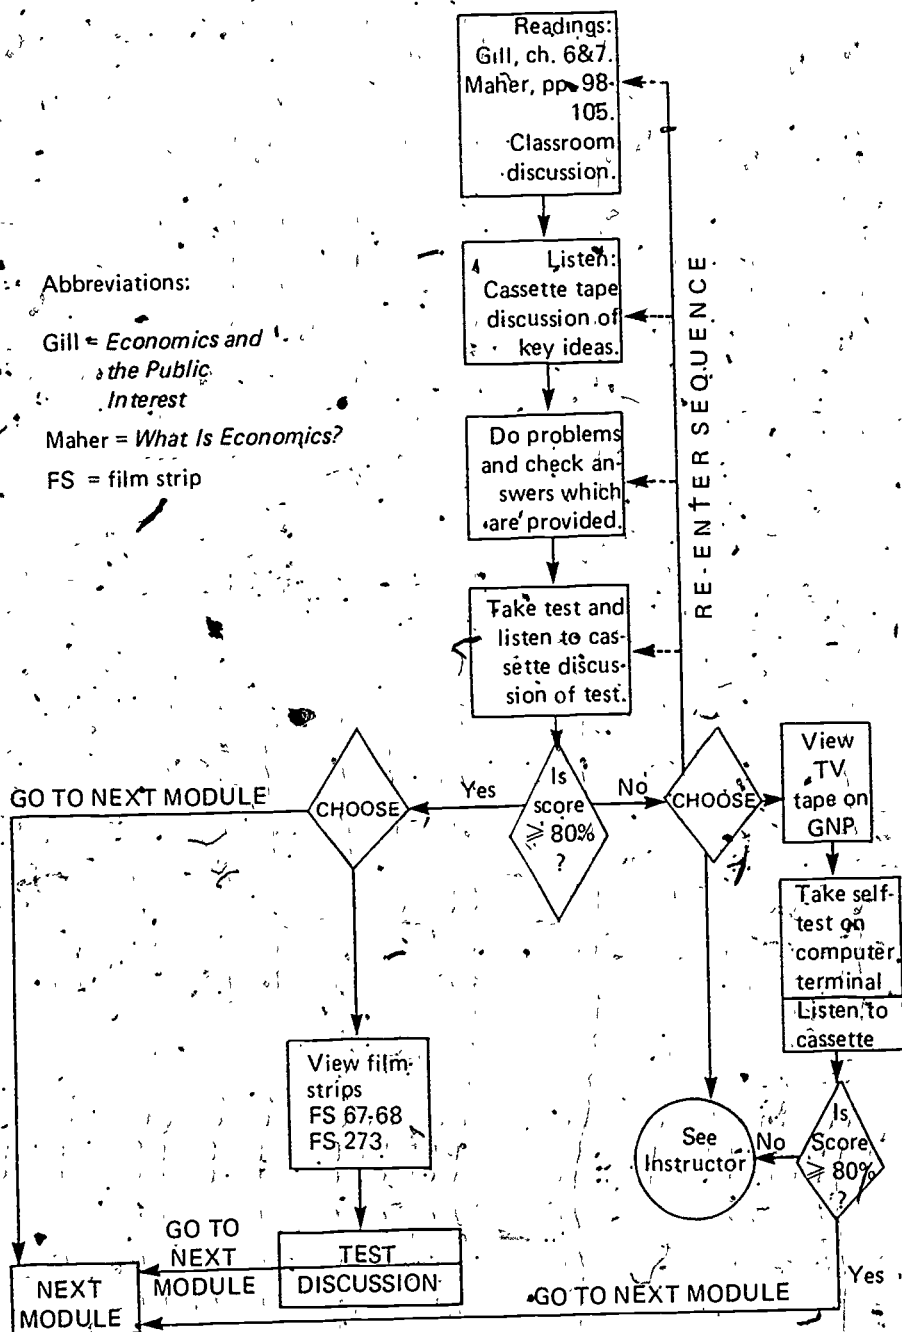 Readings:
Gill, ch. 6&7.
Maher, pp. 98-
105.
Classroom
discussion.
Listen:
Cassette tape
discussion of
key ideas.
Abbreviations:
Gill = Economics and
the Public
Interest
Maher = What Is Economics?
FS = film strip
Do problems
and check an-
swers which
are provided.
RE-ENTER SEQUENCE
Take test and
listen to cas-
sette discus-
sion of test.
GO TO NEXT MODULE
CHOOSE
Yes
Is
score
⩾ 80%
?
No
CHOOSE
View
TV
tape on
GNP
Take self-
test on
computer
terminal
Listen to
cassette
View film
strips
FS 67-68
FS 273
See
Instructor
No
Is
Score
⩾ 80%
?
GO TO
NEXT
MODULE
TEST
DISCUSSION
NEXT
MODULE
GO TO NEXT MODULE
Yes